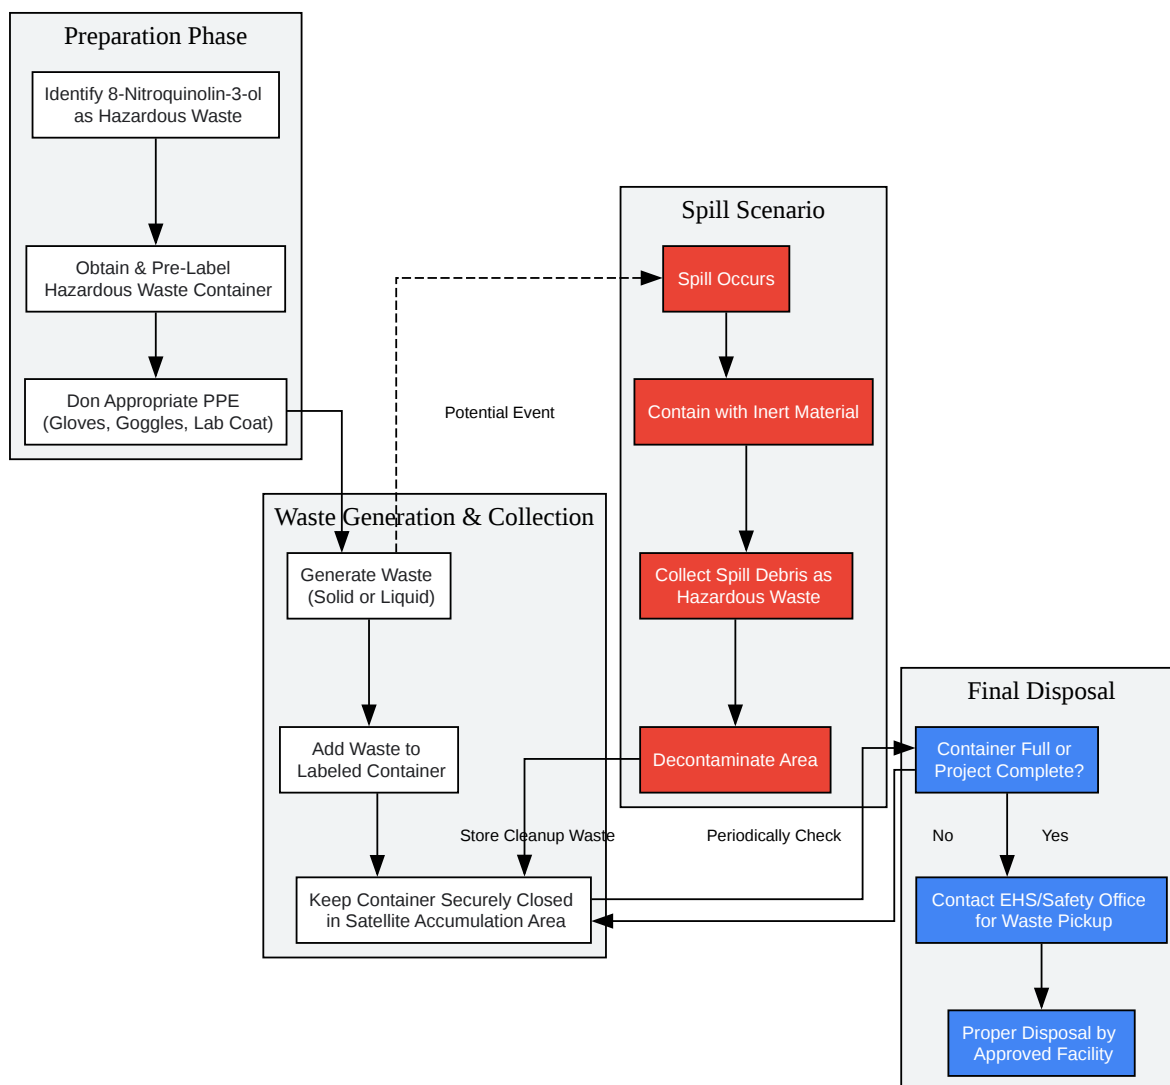 Preparation Phase
Identify 8-Nitroquinolin-3-ol
as Hazardous Waste
Obtain & Pre-Label
Hazardous Waste Container
Don Appropriate PPE
(Gloves, Goggles, Lab Coat)
Potential Event
Waste Generation & Collection
Generate Waste
(Solid or Liquid)
Add Waste to
Labeled Container
Store Cleanup Waste
Keep Container Securely Closed
in Satellite Accumulation Area
Spill Scenario
Spill Occurs
Contain with Inert Material
Collect Spill Debris as
Hazardous Waste
Decontaminate Area
Periodically Check
Final Disposal
Container Full or
Project Complete?
No
Yes
Contact EHS/Safety Office
for Waste Pickup
Proper Disposal by
Approved Facility